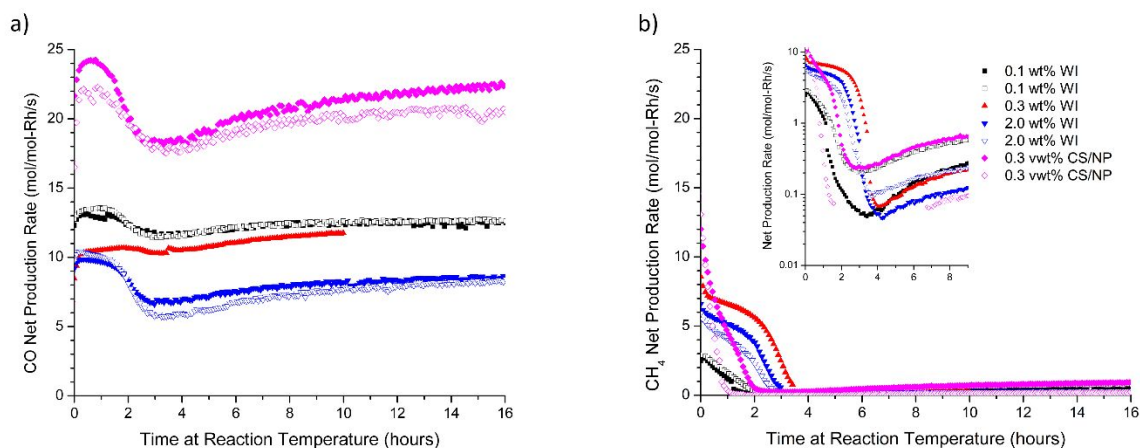 a)
CO Net Production Rate (mol/mol-Rh/s)
25
20
15
10
5
0
0 2 4 6 8 10 12 14 16
Time at Reaction Temperature (hours)
b)
CH4 Net Production Rate (mol/mol-Rh/s)
25
20
15
10
5
0
0 2 4 6 8 10 12 14 16
Time at Reaction Temperature (hours)
Net Production Rate (mol/mol-Rh/s)
10
1
0.1
0.01
0 2 4 6 8
0.1 wt% WI
0.1 wt% WI
0.3 wt% WI
2.0 wt% WI
2.0 wt% WI
0.3 vwt% CS/NP
0.3 vwt% CS/NP